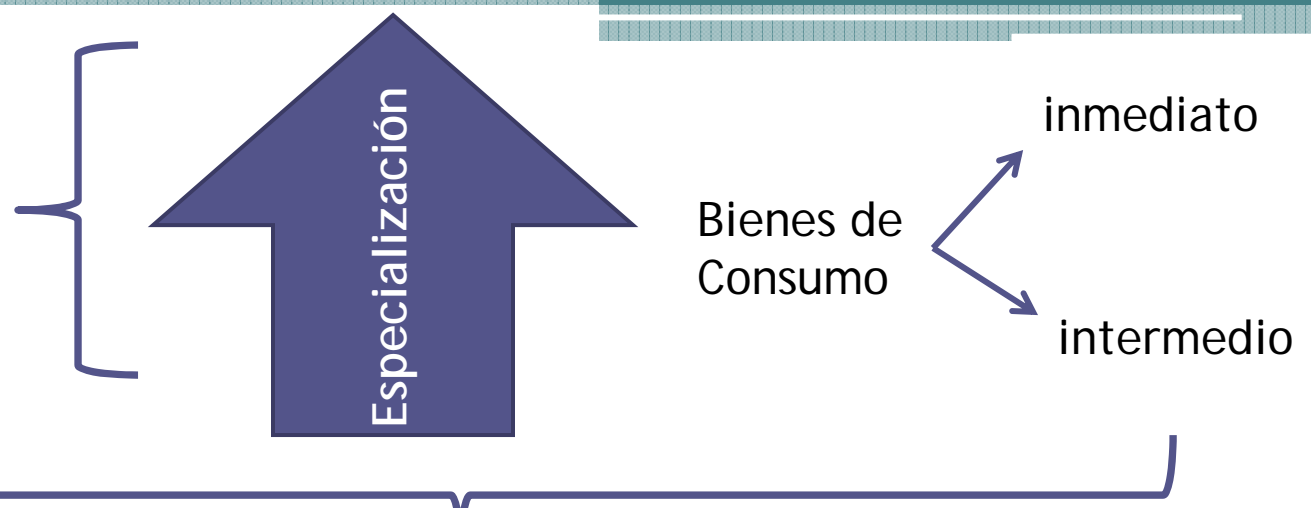 Especialización
Bienes de
Consumo
inmediato
intermedio